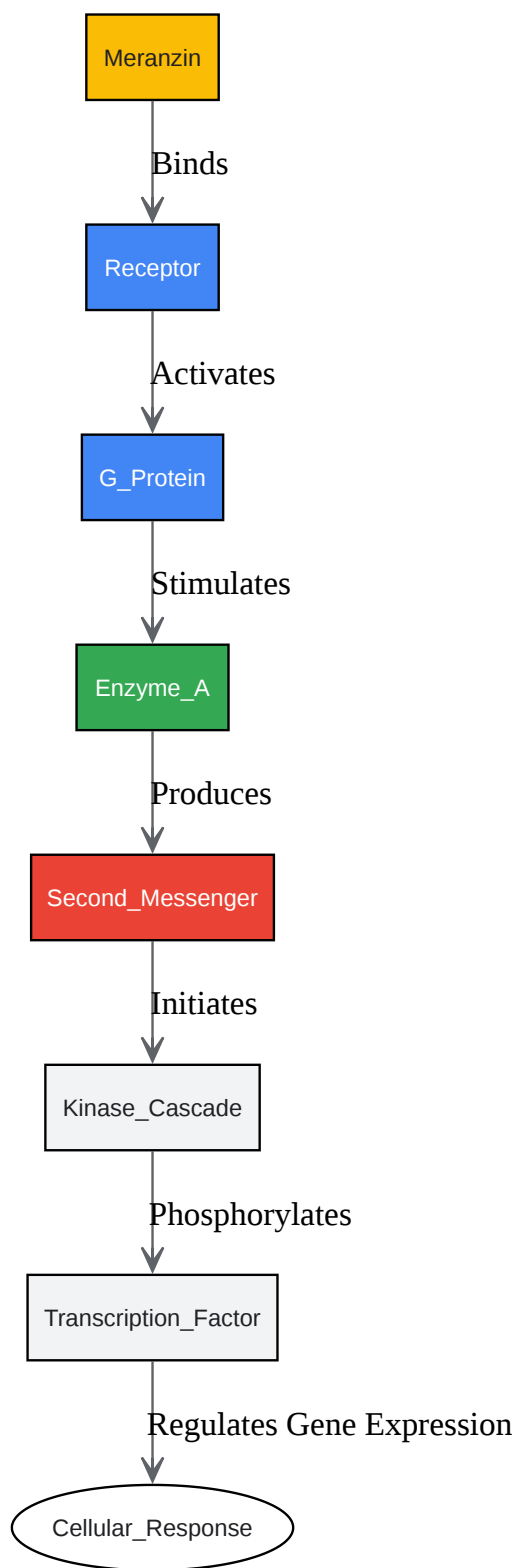 Meranzin
Binds
Receptor
Activates
G_Protein
Stimulates
Enzyme_A
Produces
Second_Messenger
Initiates
Kinase_Cascade
Phosphorylates
Transcription_Factor
Regulates Gene Expression
Cellular_Response